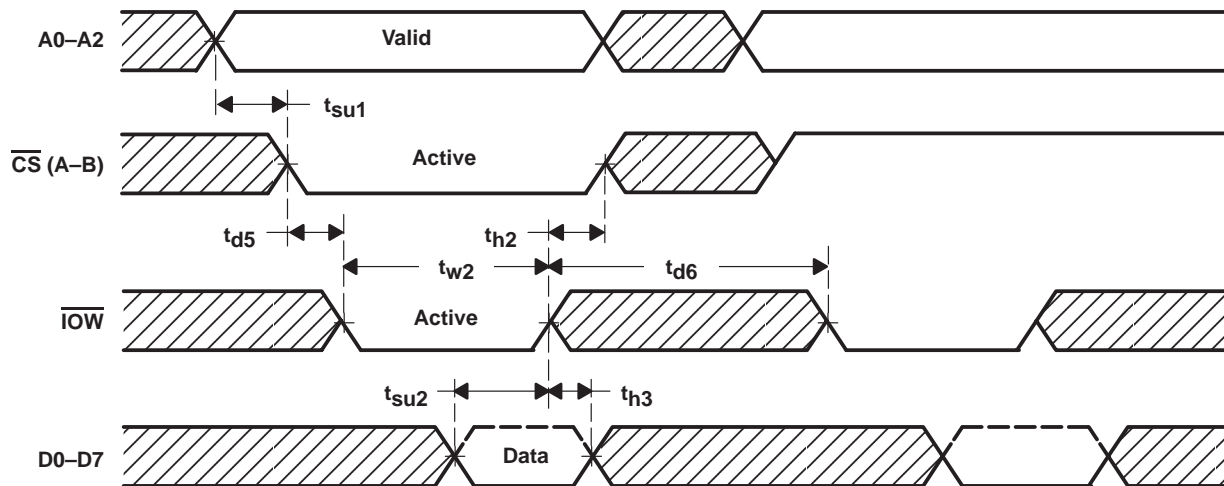 A0–A2
Valid
tsu1
CS (A–B)
Active
td5
th2
tw2
td6
IOW
Active
tsu2
th3
D0–D7
Data